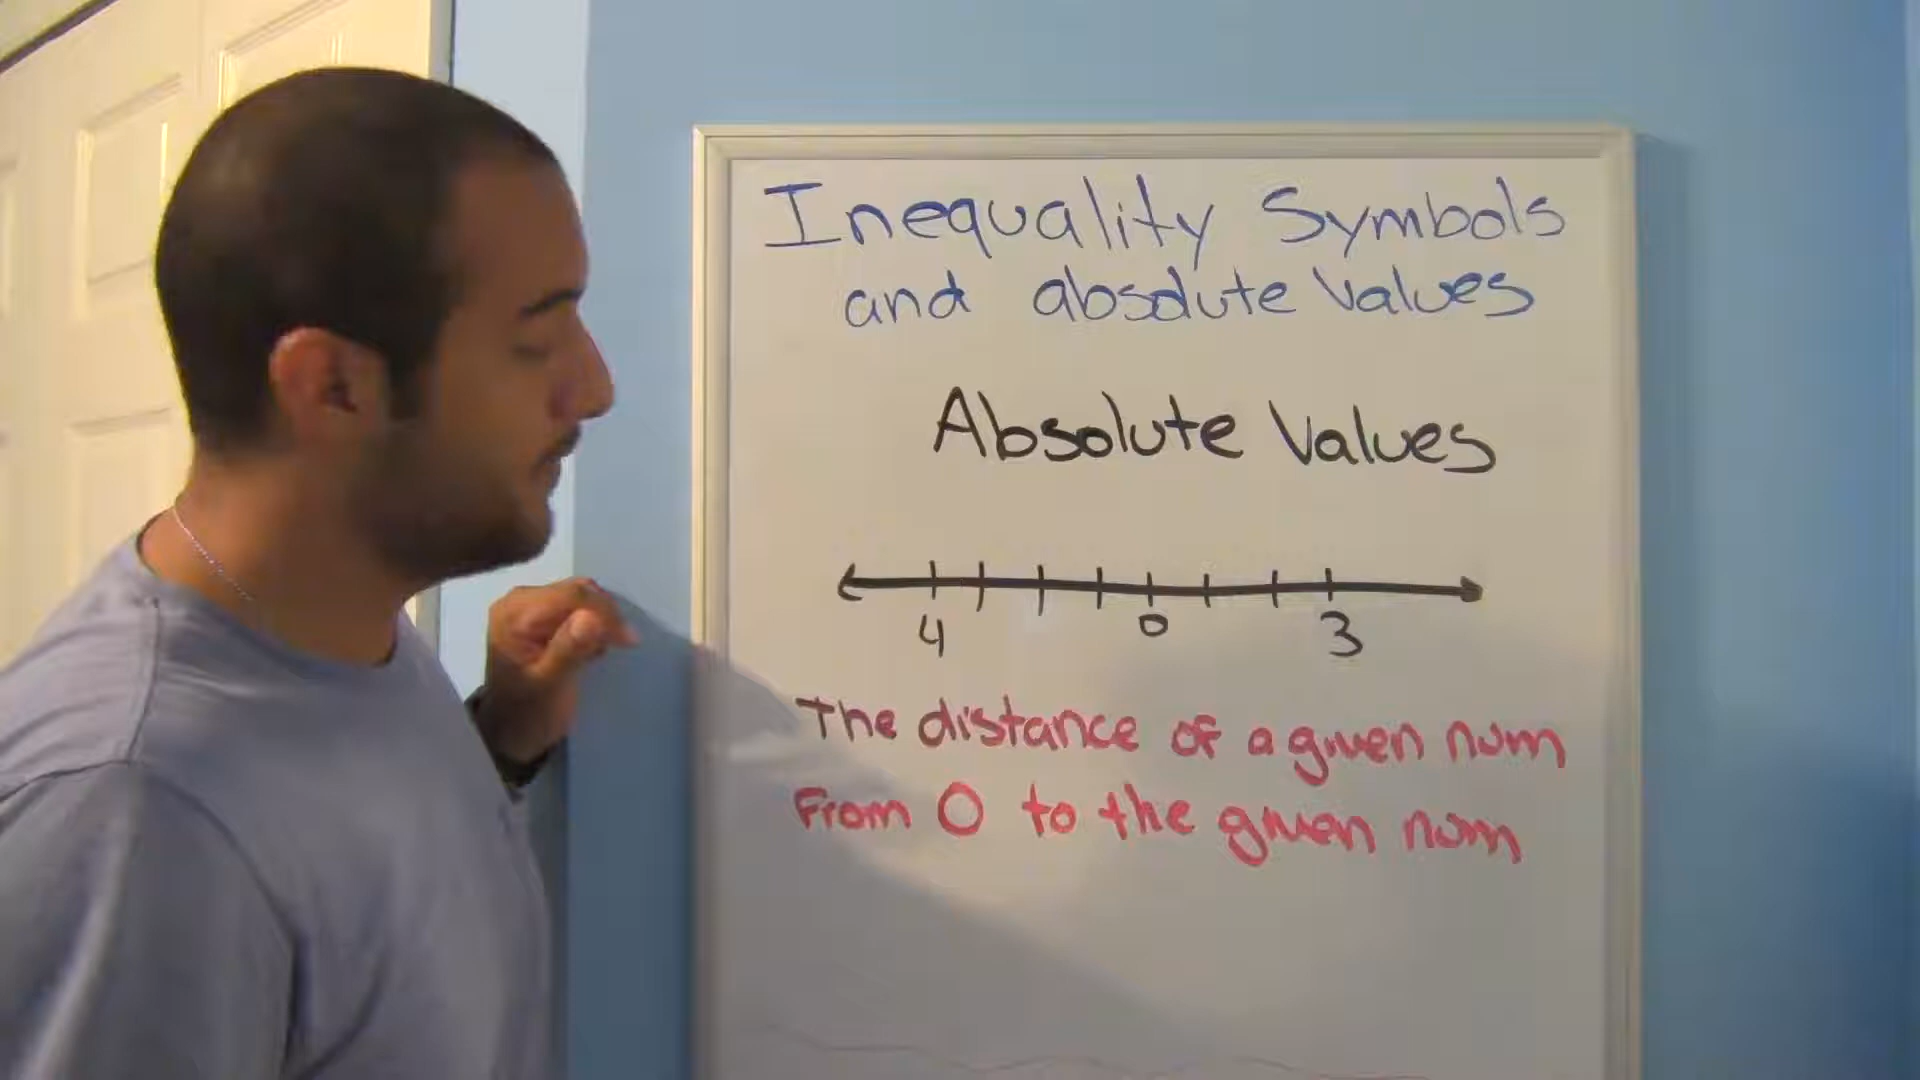 Inequality Symbols
and absolute values
Absolute Values
4 0 3
The distance of a given num
From 0 to the given num